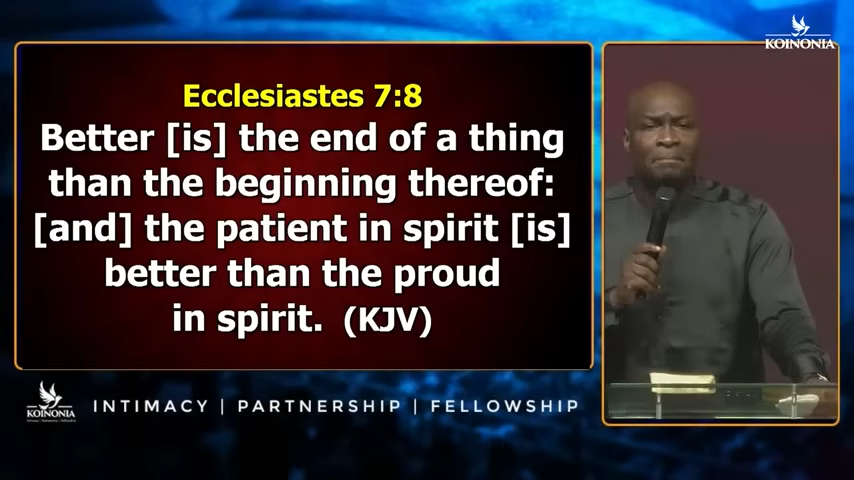 KOINONIA
Ecclesiastes 7:8
Better [is] the end of a thing
than the beginning thereof:
[and] the patient in spirit [is]
better than the proud
in spirit. (KJV)
KOINONIA
INTIMACY | PARTNERSHIP | FELLOWSHIP